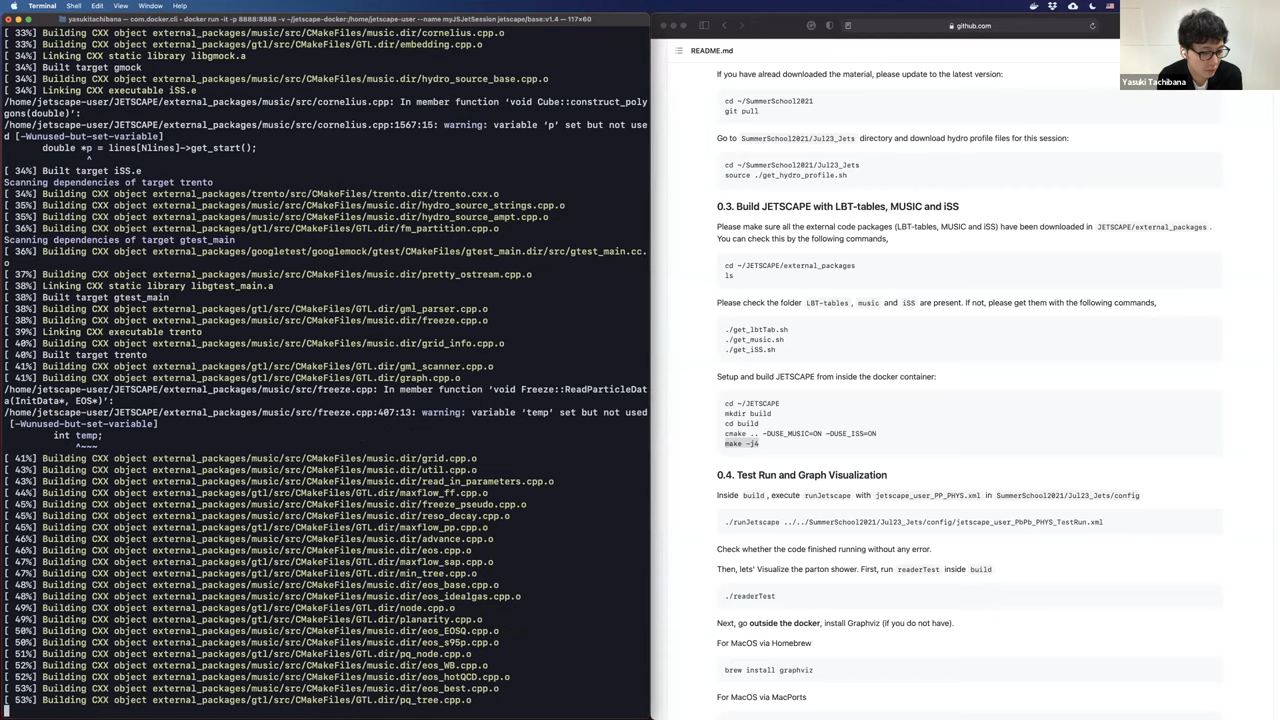 Terminal Shell Edit View Window Help
yasukitachibana — com.docker.cli ‹ docker run -it -p 8888:8888 -v ~/jetscape-docker:/home/jetscape-user --name myJSJetSession jetscape/base:v1.4 — 117×60
[ 33%] Building CXX object external_packages/music/src/CMakeFiles/music.dir/cornelius.cpp.o
[ 33%] Building CXX object external_packages/gtl/src/CMakeFiles/GTL.dir/embedding.cpp.o
[ 34%] Linking CXX static library libgmock.a
[ 34%] Built target gmock
[ 34%] Building CXX object external_packages/music/src/CMakeFiles/music.dir/hydro_source_base.cpp.o
[ 34%] Linking CXX executable iSS.e
/home/jetscape-user/JETSCAPE/external_packages/music/src/cornelius.cpp: In member function ‘void Cube::construct_poly
gons(double)’:
/home/jetscape-user/JETSCAPE/external_packages/music/src/cornelius.cpp:1567:15: warning: variable ‘p’ set but not use
d [-Wunused-but-set-variable]
double *p = lines[Nlines]->get_start();
^
[ 34%] Built target iSS.e
Scanning dependencies of target trento
[ 34%] Building CXX object external_packages/trento/src/CMakeFiles/trento.dir/trento.cxx.o
[ 35%] Building CXX object external_packages/music/src/CMakeFiles/music.dir/hydro_source_strings.cpp.o
[ 35%] Building CXX object external_packages/music/src/CMakeFiles/music.dir/hydro_source_ampt.cpp.o
[ 36%] Building CXX object external_packages/gtl/src/CMakeFiles/GTL.dir/fm_partition.cpp.o
Scanning dependencies of target gtest_main
[ 36%] Building CXX object external_packages/googlemock/gtest/CMakeFiles/gtest_main.dir/src/gtest_main.cc.
o
[ 37%] Building CXX object external_packages/music/src/CMakeFiles/music.dir/pretty_ostream.cpp.o
[ 38%] Linking CXX static library libgtest_main.a
[ 38%] Built target gtest_main
[ 38%] Building CXX object external_packages/gtl/src/CMakeFiles/GTL.dir/gml_parser.cpp.o
[ 38%] Building CXX object external_packages/music/src/CMakeFiles/music.dir/freeze.cpp.o
[ 39%] Linking CXX executable trento
[ 40%] Building CXX object external_packages/music/src/CMakeFiles/music.dir/grid_info.cpp.o
[ 40%] Built target trento
[ 41%] Building CXX object external_packages/gtl/src/CMakeFiles/GTL.dir/gml_scanner.cpp.o
[ 41%] Building CXX object external_packages/gtl/src/CMakeFiles/GTL.dir/graph.cpp.o
/home/jetscape-user/JETSCAPE/external_packages/music/src/freeze.cpp: In member function ‘void Freeze::ReadParticleDat
a(InitData*, EOS*)’:
/home/jetscape-user/JETSCAPE/external_packages/music/src/freeze.cpp:407:13: warning: variable ‘temp’ set but not used
[-Wunused-but-set-variable]
int temp;
^~~~
[ 41%] Building CXX object external_packages/music/src/CMakeFiles/music.dir/grid.cpp.o
[ 42%] Building CXX object external_packages/music/src/CMakeFiles/music.dir/util.cpp.o
[ 43%] Building CXX object external_packages/music/src/CMakeFiles/music.dir/read_in_parameters.cpp.o
[ 44%] Building CXX object external_packages/gtl/src/CMakeFiles/GTL.dir/maxflow_ff.cpp.o
[ 45%] Building CXX object external_packages/music/src/CMakeFiles/music.dir/freeze_pseudo.cpp.o
[ 45%] Building CXX object external_packages/music/src/CMakeFiles/music.dir/reso_decay.cpp.o
[ 45%] Building CXX object external_packages/gtl/src/CMakeFiles/GTL.dir/maxflow_pp.cpp.o
[ 46%] Building CXX object external_packages/music/src/CMakeFiles/music.dir/advance.cpp.o
[ 46%] Building CXX object external_packages/music/src/CMakeFiles/music.dir/eos.cpp.o
[ 47%] Building CXX object external_packages/gtl/src/CMakeFiles/GTL.dir/maxflow_sap.cpp.o
[ 47%] Building CXX object external_packages/gtl/src/CMakeFiles/GTL.dir/min_tree.cpp.o
[ 48%] Building CXX object external_packages/music/src/CMakeFiles/music.dir/eos_base.cpp.o
[ 48%] Building CXX object external_packages/music/src/CMakeFiles/music.dir/eos_idealgas.cpp.o
[ 49%] Building CXX object external_packages/gtl/src/CMakeFiles/GTL.dir/node.cpp.o
[ 49%] Building CXX object external_packages/gtl/src/CMakeFiles/GTL.dir/planarity.cpp.o
[ 50%] Building CXX object external_packages/music/src/CMakeFiles/music.dir/eos_EOSQ.cpp.o
[ 50%] Building CXX object external_packages/music/src/CMakeFiles/music.dir/eos_s95p.cpp.o
[ 51%] Building CXX object external_packages/gtl/src/CMakeFiles/GTL.dir/pq_node.cpp.o
[ 52%] Building CXX object external_packages/music/src/CMakeFiles/music.dir/eos_WB.cpp.o
[ 52%] Building CXX object external_packages/music/src/CMakeFiles/music.dir/eos_hotQCD.cpp.o
[ 53%] Building CXX object external_packages/music/src/CMakeFiles/music.dir/eos_best.cpp.o
[ 53%] Building CXX object external_packages/gtl/src/CMakeFiles/GTL.dir/pq_tree.cpp.o
github.com
README.md
If you have alread downloaded the material, please update to the latest version:
cd ~/SummerSchool2021
git pull
Go to SummerSchool2021/Jul23_Jets directory and download hydro profile files for this session:
cd ~/SummerSchool2021/Jul23_Jets
source ./get_hydro_profile.sh
0.3. Build JETSCAPE with LBT-tables, MUSIC and iSS
Please make sure all the external code packages (LBT-tables, MUSIC and iSS) have been downloaded in JETSCAPE/external_packages .
You can check this by the following commands,
cd ~/JETSCAPE/external_packages
ls
Please check the folder LBT-tables , music and iSS are present. If not, please get them with the following commands,
./get_lbtTab.sh
./get_music.sh
./get_iSS.sh
Setup and build JETSCAPE from inside the docker container:
cd ~/JETSCAPE
mkdir build
cd build
cmake .. -DUSE_MUSIC=ON -DUSE_ISS=ON
make -j4
0.4. Test Run and Graph Visualization
Inside build , execute runJetscape with jetscape_user_PP_PHYS.xml in SummerSchool2021/Jul23_Jets/config
./runJetscape ../../SummerSchool2021/Jul23_Jets/config/jetscape_user_PbPb_PHYS_TestRun.xml
Check whether the code finished running without any error.
Then, lets' Visualize the parton shower. First, run readerTest inside build
./readerTest
Next, go outside the docker, install Graphviz (if you do not have).
For MacOS via Homebrew
brew install graphviz
For MacOS via MacPorts
Yasuki Tachibana